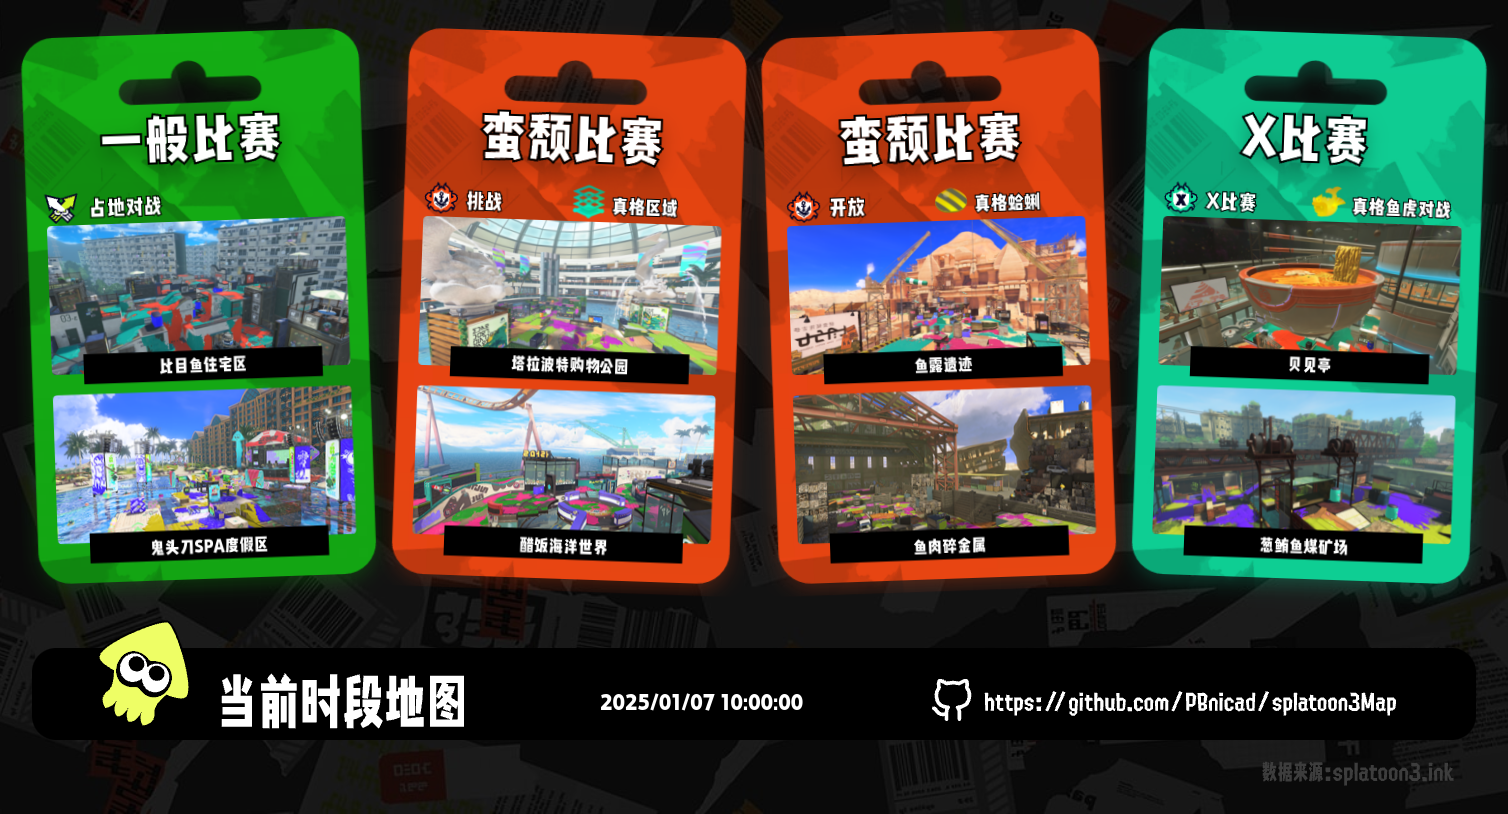 一般比赛
占地对战
比目鱼住宅区
鬼头刀SPA度假区
蛮颓比赛
挑战
真格区域
塔拉波特购物公园
醋饭海洋世界
蛮颓比赛
开放
真格蛤蜊
鱼露遗迹
鱼肉碎金属
X比赛
X比赛
真格鱼虎对战
贝见亭
葱鲔鱼煤矿场
当前时段地图
2025/01/07 10:00:00
https://github.com/PBnicad/splatoon3Map
数据来源:splatoon3.ink